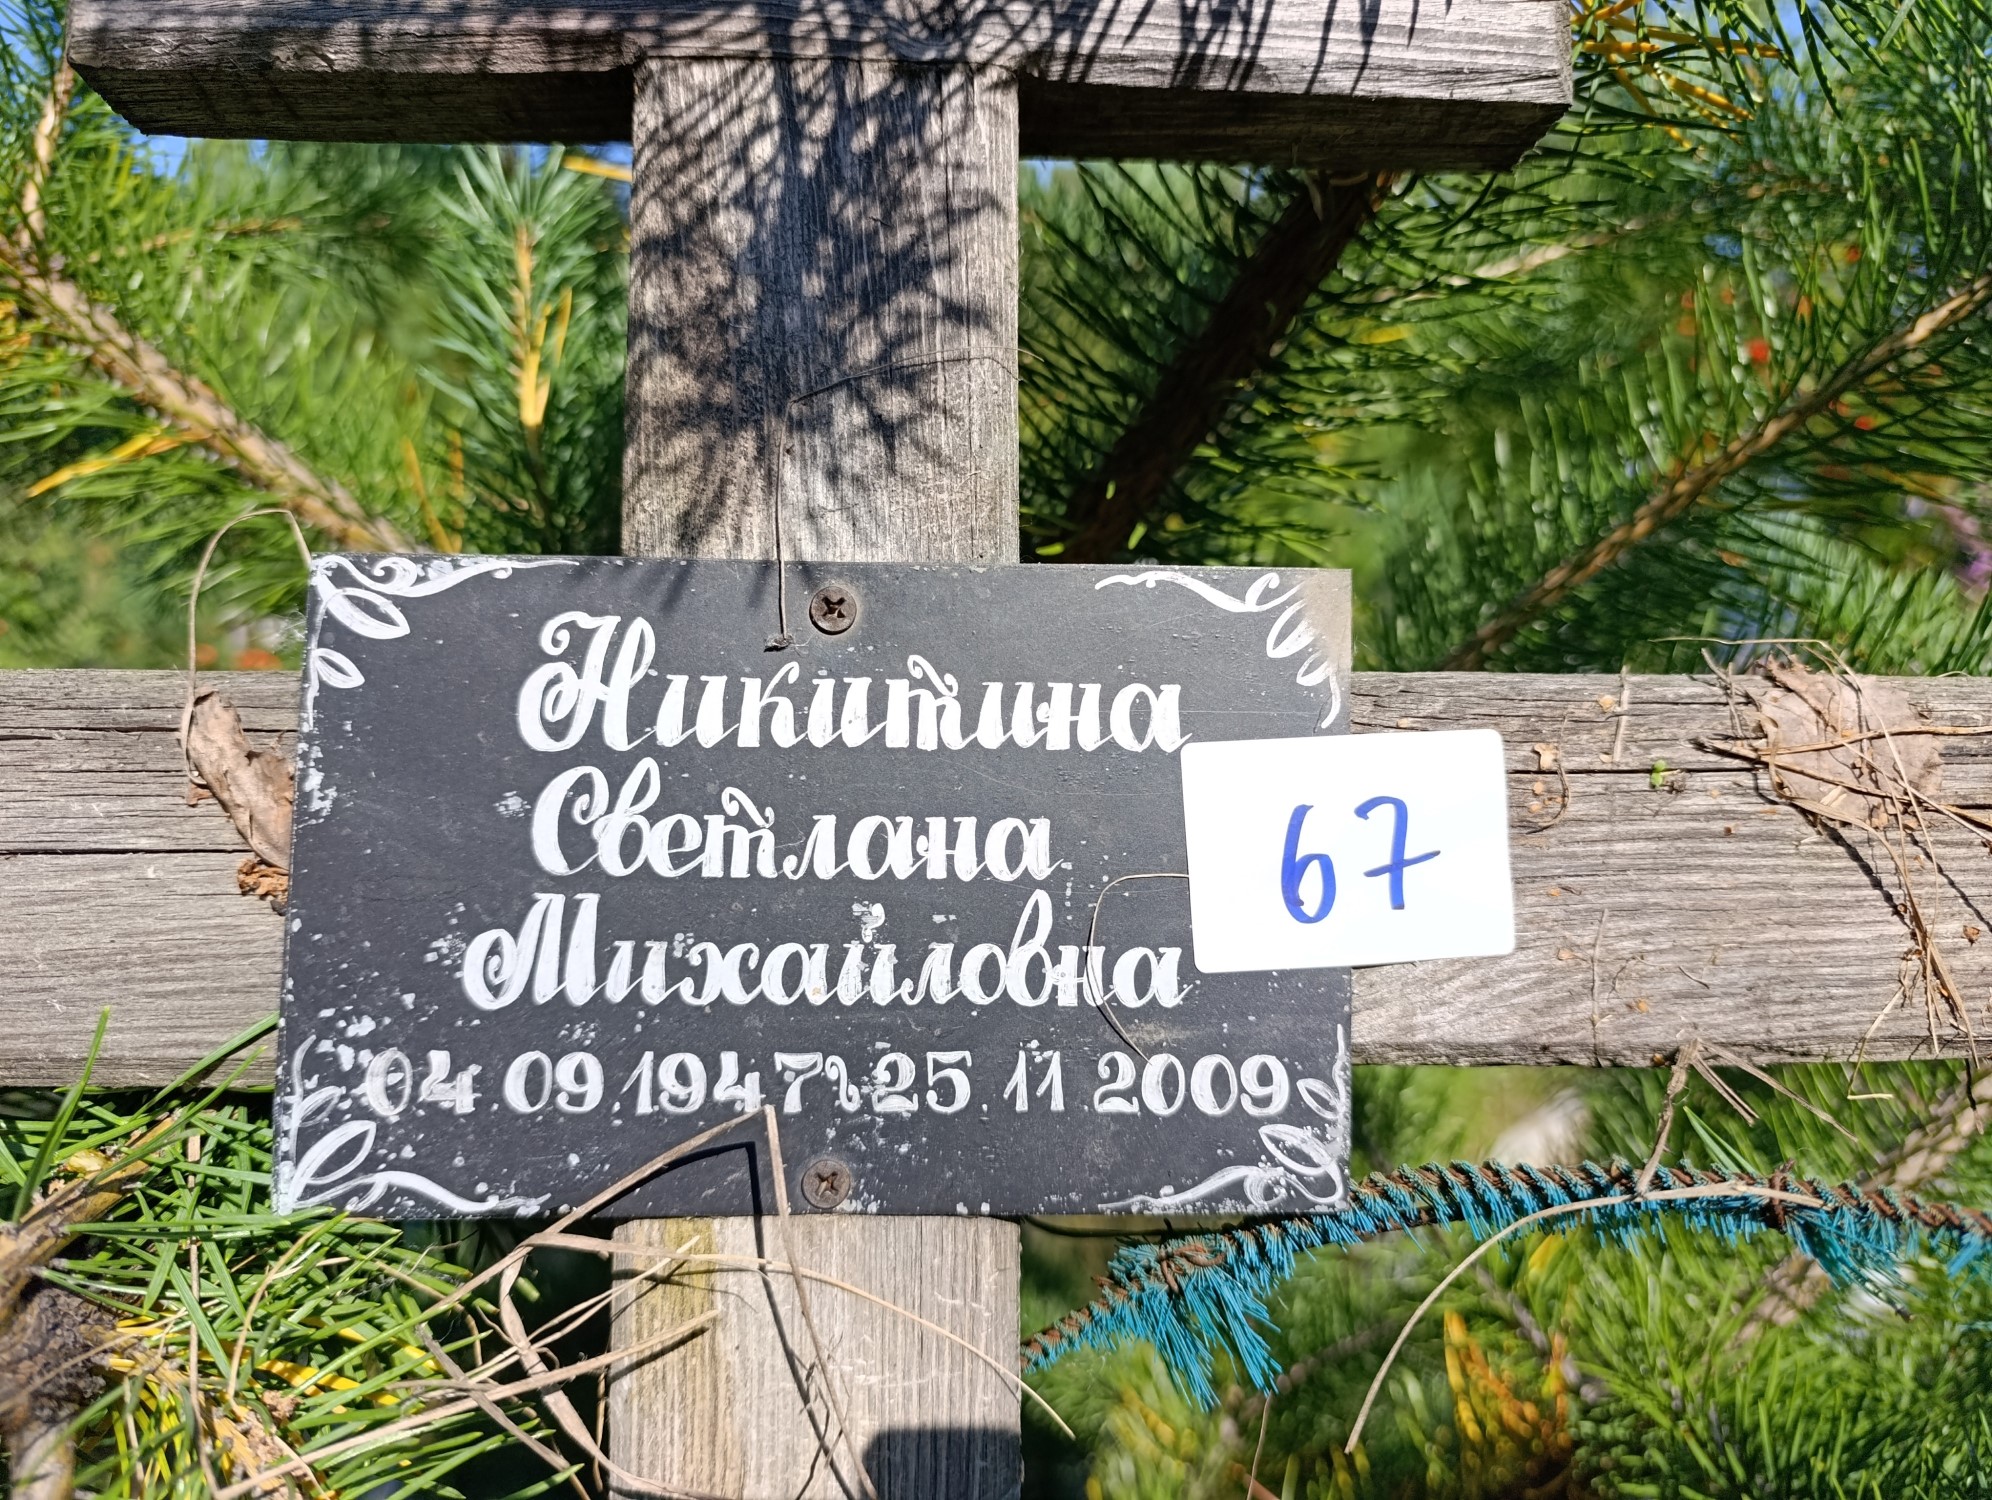 Никитина
Светлана
Михайловна
67
04.09.1947 25.11.2009